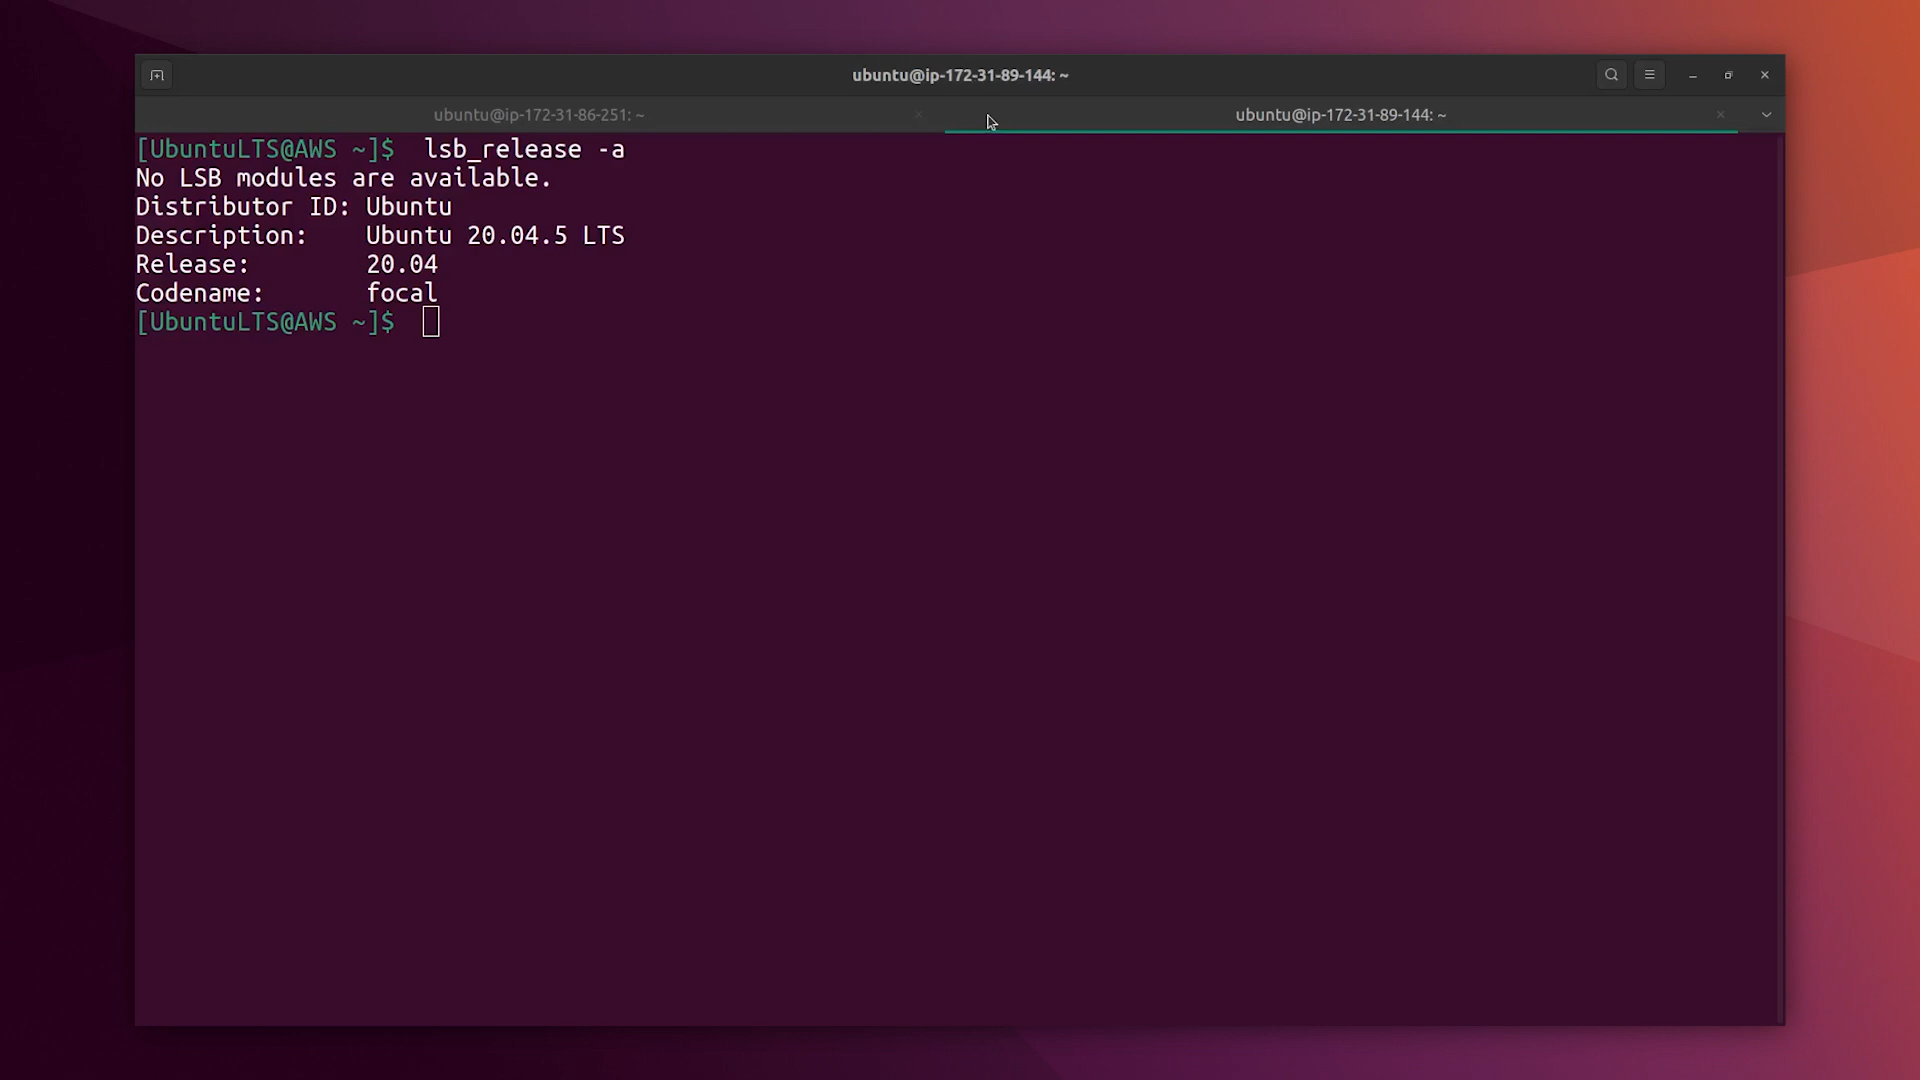 ubuntu@ip-172-31-89-144: ~
ubuntu@ip-172-31-86-251: ~
ubuntu@ip-172-31-89-144: ~
[UbuntuLTS@AWS ~]$  lsb_release -a
No LSB modules are available.
Distributor ID: Ubuntu
Description:    Ubuntu 20.04.5 LTS
Release:        20.04
Codename:       focal
[UbuntuLTS@AWS ~]$